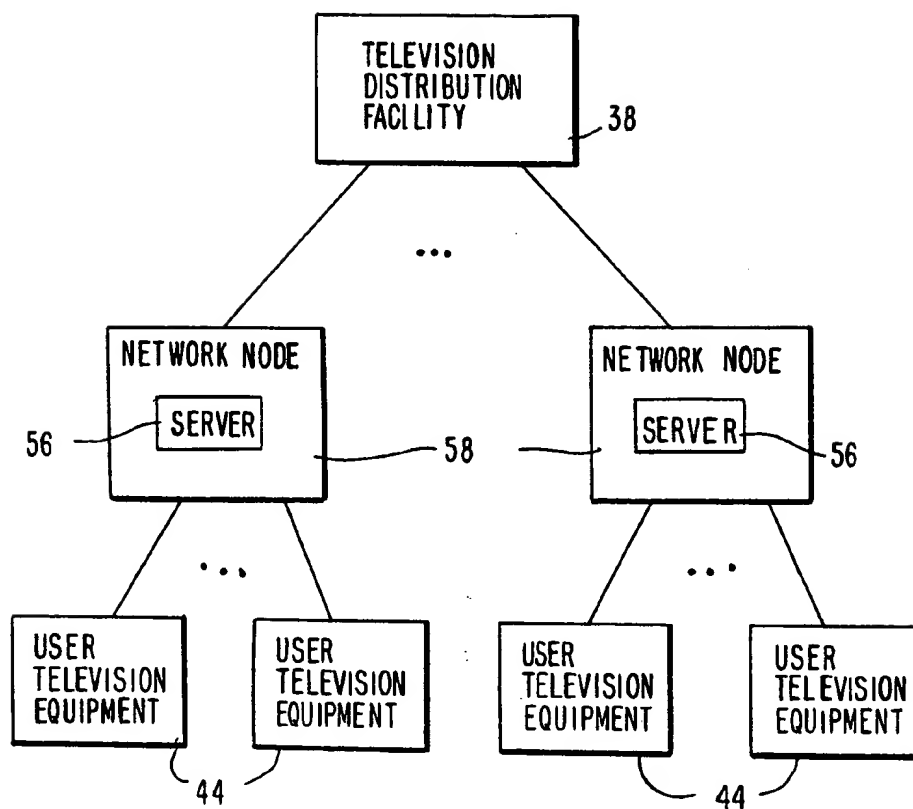 TELEVISION
DISTRIBUTION
FACILITY
38
...
NETWORK NODE
SERVER
56
58
NETWORK NODE
SERVER
56
...
...
USER
TELEVISION
EQUIPMENT
USER
TELEVISION
EQUIPMENT
44
USER
TELEVISION
EQUIPMENT
USER
TELEVISION
EQUIPMENT
44